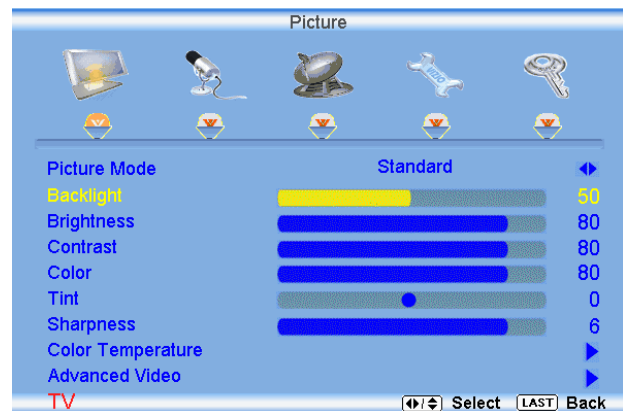 Picture
Picture Mode Standard
Backlight 50
Brightness 80
Contrast 80
Color 80
Tint 0
Sharpness 6
Color Temperature
Advanced Video
TV Select LAST Back